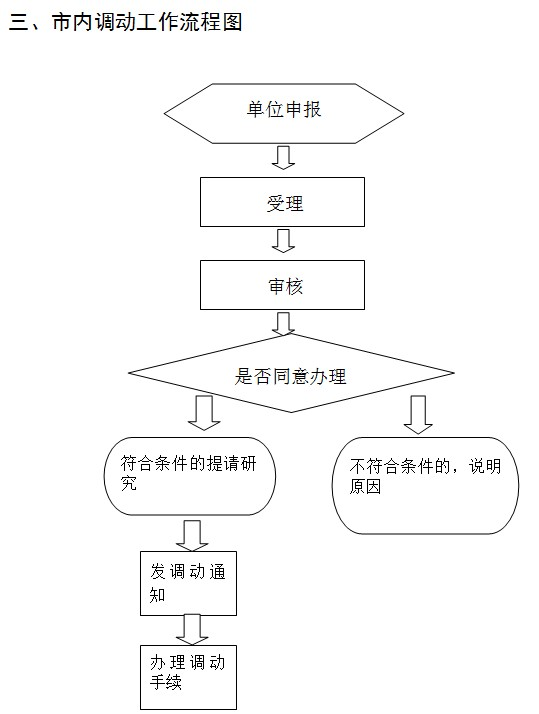 三、市内调动工作流程图
单位申报
受理
审核
是否同意办理
符合条件的提请研
究
不符合条件的，说明
原因
发调动通
知
办理调动
手续